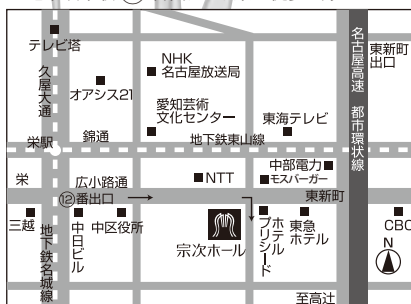 テレビ塔
久屋大通
オアシス21
NHK
名古屋放送局
愛知芸術
文化センター
東海テレビ
名古屋高速 都市環状線
東新町
出口
錦通
地下鉄東山線
栄駅
栄
広小路通
⑫番出口
NTT
中部電力
モスバーガー
東新町
三越
地下鉄名城線
中日ビル
中区役所
宗次ホール
ホテル
プリシード
東急
ホテル
CBC
N
至高辻